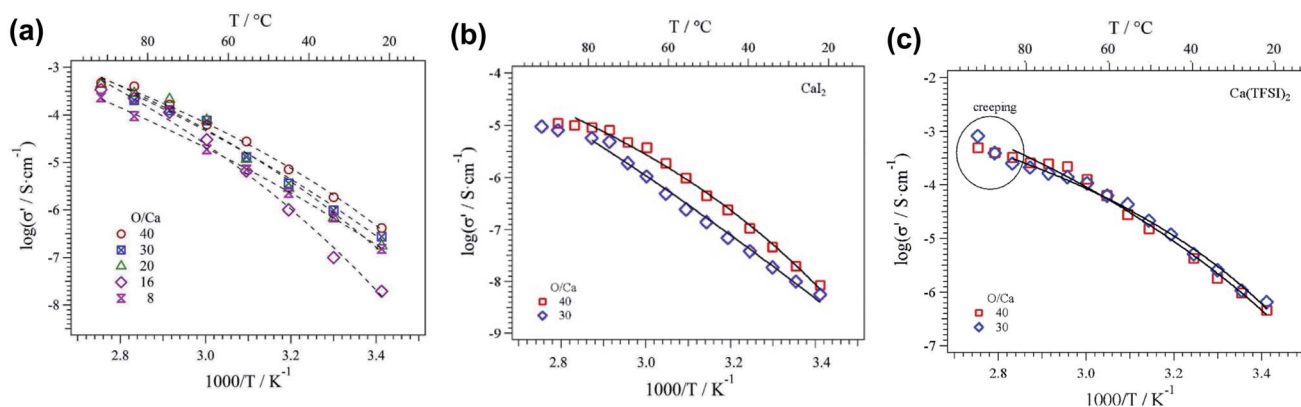 (a)
T / °C
80 60 40 20
-3
-4
-5
-6
-7
-8
log(σ' / S·cm⁻¹)
O/Ca
40
30
20
16
8
2.8 3.0 3.2 3.4
1000/T / K⁻¹
(b)
T / °C
80 60 40 20
-4
-5
-6
-7
-8
-9
log(σ' / S·cm⁻¹)
CaI₂
O/Ca
40
30
2.8 3.0 3.2 3.4
1000/T / K⁻¹
(c)
T / °C
80 60 40 20
-2
-3
-4
-5
-6
-7
log(σ' / S·cm⁻¹)
Ca(TFSI)₂
creeping
O/Ca
40
30
2.8 3.0 3.2 3.4
1000/T / K⁻¹